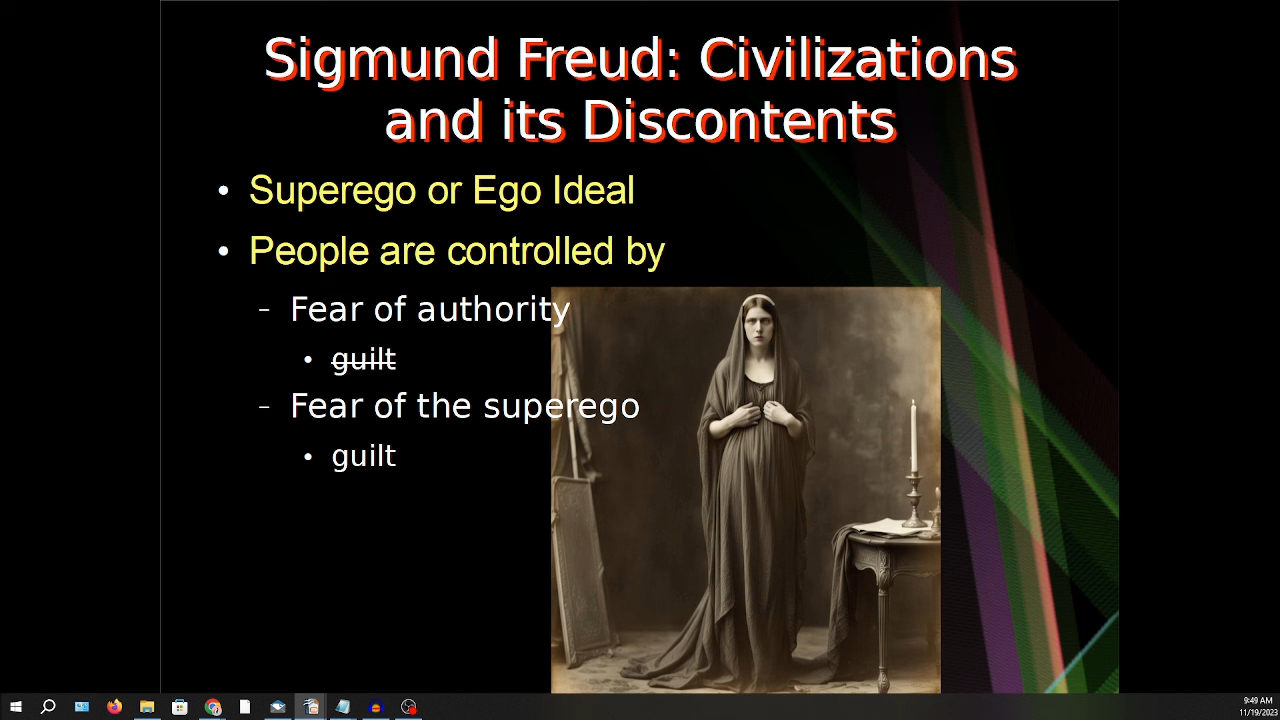 Sigmund Freud: Civilizations
and its Discontents
• Superego or Ego Ideal
• People are controlled by
– Fear of authority
• guilt
– Fear of the superego
• guilt
9:49 AM
11/19/2023